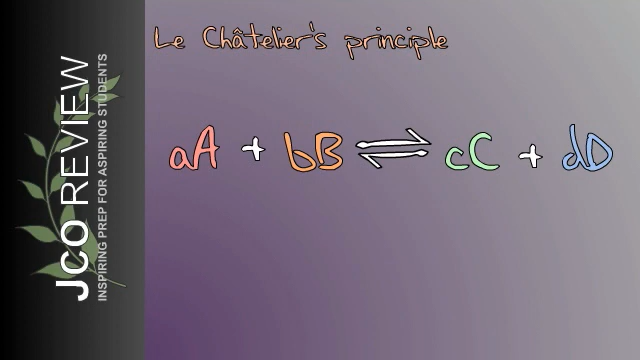 Le Châtelier's principle
aA + bB ⇌ cC + dD
JCO REVIEW
INSPIRING PREP FOR ASPIRING STUDENTS